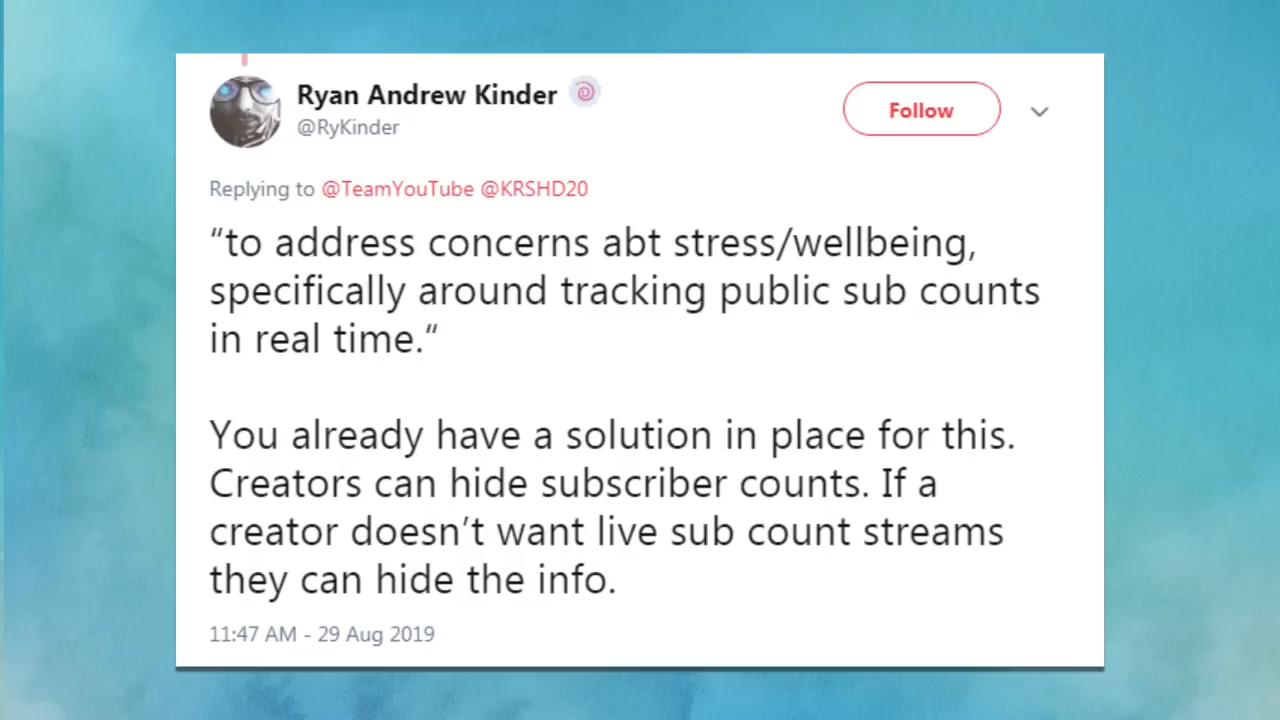 Ryan Andrew Kinder
@RyKinder
Follow
Replying to @TeamYouTube @KRSHD20
“to address concerns abt stress/wellbeing,
specifically around tracking public sub counts
in real time.“
You already have a solution in place for this.
Creators can hide subscriber counts. If a
creator doesn’t want live sub count streams
they can hide the info.
11:47 AM - 29 Aug 2019